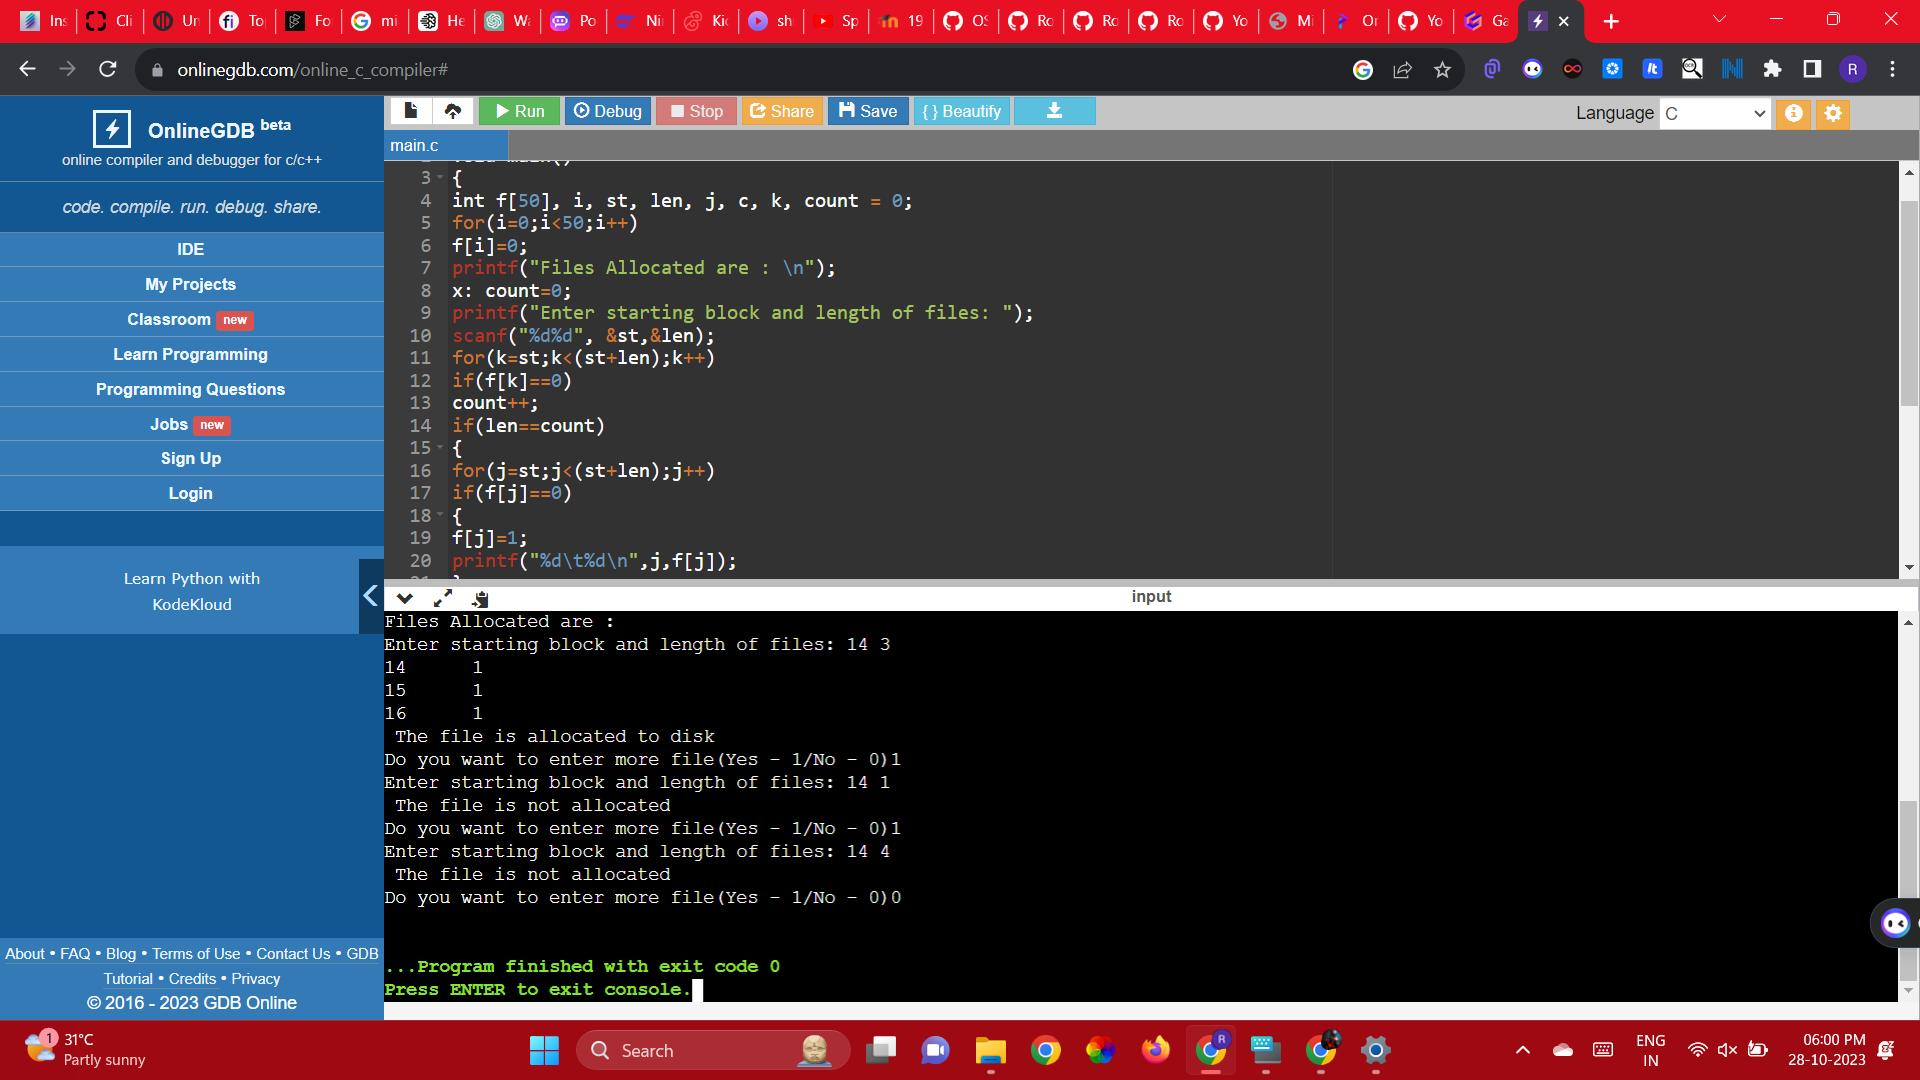 Ins
Cli
Un
To
Fo
mi
He
Wa
Po
Ni
Kic
sh
Sp
19
OS
Ro
Ro
Ro
Yo
Mi
Or
Yo
Ga
onlinegdb.com/online_c_compiler#
R
OnlineGDB beta
online compiler and debugger for c/c++
code. compile. run. debug. share.
IDE
My Projects
Classroom new
Learn Programming
Programming Questions
Jobs new
Sign Up
Login
Learn Python with
KodeKloud
About • FAQ • Blog • Terms of Use • Contact Us • GDB
Tutorial • Credits • Privacy
© 2016 - 2023 GDB Online
Run Debug Stop Share Save { } Beautify
Language C
main.c
3 {
4 int f[50], i, st, len, j, c, k, count = 0;
5 for(i=0;i<50;i++)
6 f[i]=0;
7 printf("Files Allocated are : \n");
8 x: count=0;
9 printf("Enter starting block and length of files: ");
10 scanf("%d%d", &st,&len);
11 for(k=st;k<(st+len);k++)
12 if(f[k]==0)
13 count++;
14 if(len==count)
15 {
16 for(j=st;j<(st+len);j++)
17 if(f[j]==0)
18 {
19 f[j]=1;
20 printf("%d\t%d\n",j,f[j]);
input
Files Allocated are :
Enter starting block and length of files: 14 3
14 1
15 1
16 1
The file is allocated to disk
Do you want to enter more file(Yes - 1/No - 0)1
Enter starting block and length of files: 14 1
The file is not allocated
Do you want to enter more file(Yes - 1/No - 0)1
Enter starting block and length of files: 14 4
The file is not allocated
Do you want to enter more file(Yes - 1/No - 0)0
...Program finished with exit code 0
Press ENTER to exit console.
1
31°C
Partly sunny
Search
R
ENG
IN
06:00 PM
28-10-2023